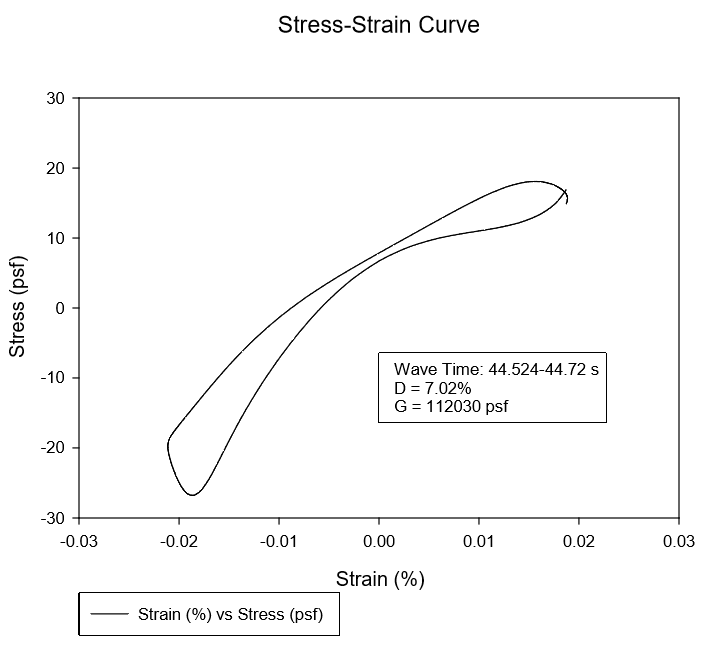 Stress-Strain Curve
30
20
10
0
-10
-20
-30
Stress (psf)
Wave Time: 44.524-44.72 s
D = 7.02%
G = 112030 psf
-0.03 -0.02 -0.01 0.00 0.01 0.02 0.03
Strain (%)
Strain (%) vs Stress (psf)